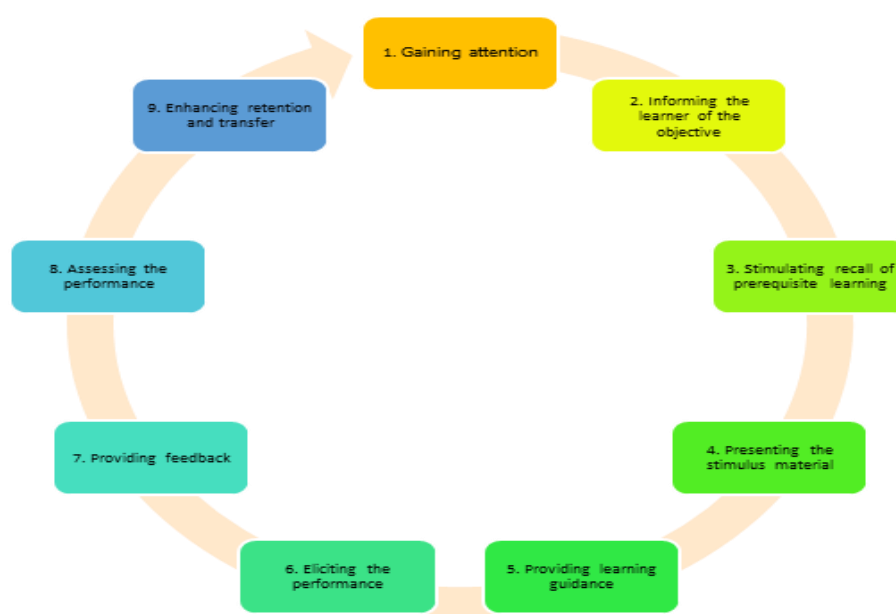 1. Gaining attention
2. Informing the
learner of the
objective
3. Stimulating recall of
prerequisite learning
4. Presenting the
stimulus material
5. Providing learning
guidance
6. Eliciting the
performance
7. Providing feedback
8. Assessing the
performance
9. Enhancing retention
and transfer